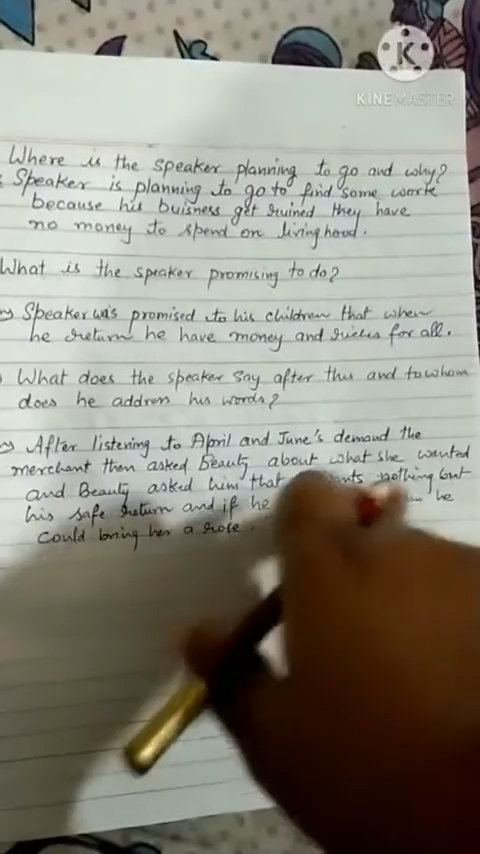 K
KINEMASTER
Where is the speaker planning to go and why?
Speaker is planning to go to find some work
because his buisness get ruined they have
no money to spend on livinghood.
What is the speaker promising to do?
Speaker was promised to his children that when
he return he have money and riches for all.
What does the speaker say after this and to whom
does he address his words?
After listening to April and June's demand the
merchant then asked Beauty about what she wanted
and Beauty asked him that nothing but
his safe return and if he he
could bring her a rose